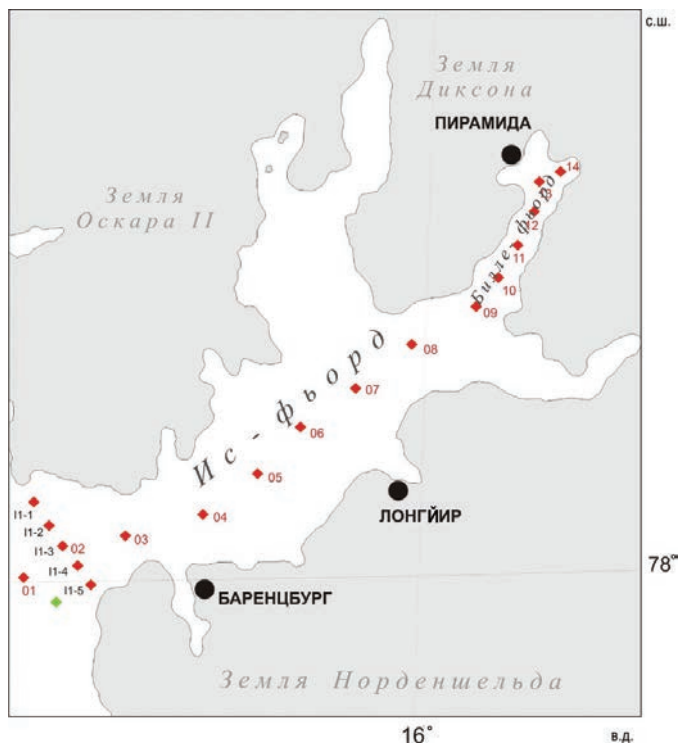 с.ш.
Земля
Диксона
ПИРАМИДА
14
13
Земля
Оскара II
12
11
Билле-фьорд
10
09
08
Ис-фьорд
07
06
05
ЛОНГЙИР
I1-1
04
I1-2
03
I1-3 02
I1-4
78°
01
I1-5
БАРЕНЦБУРГ
Земля Норденшельда
16°
в.д.